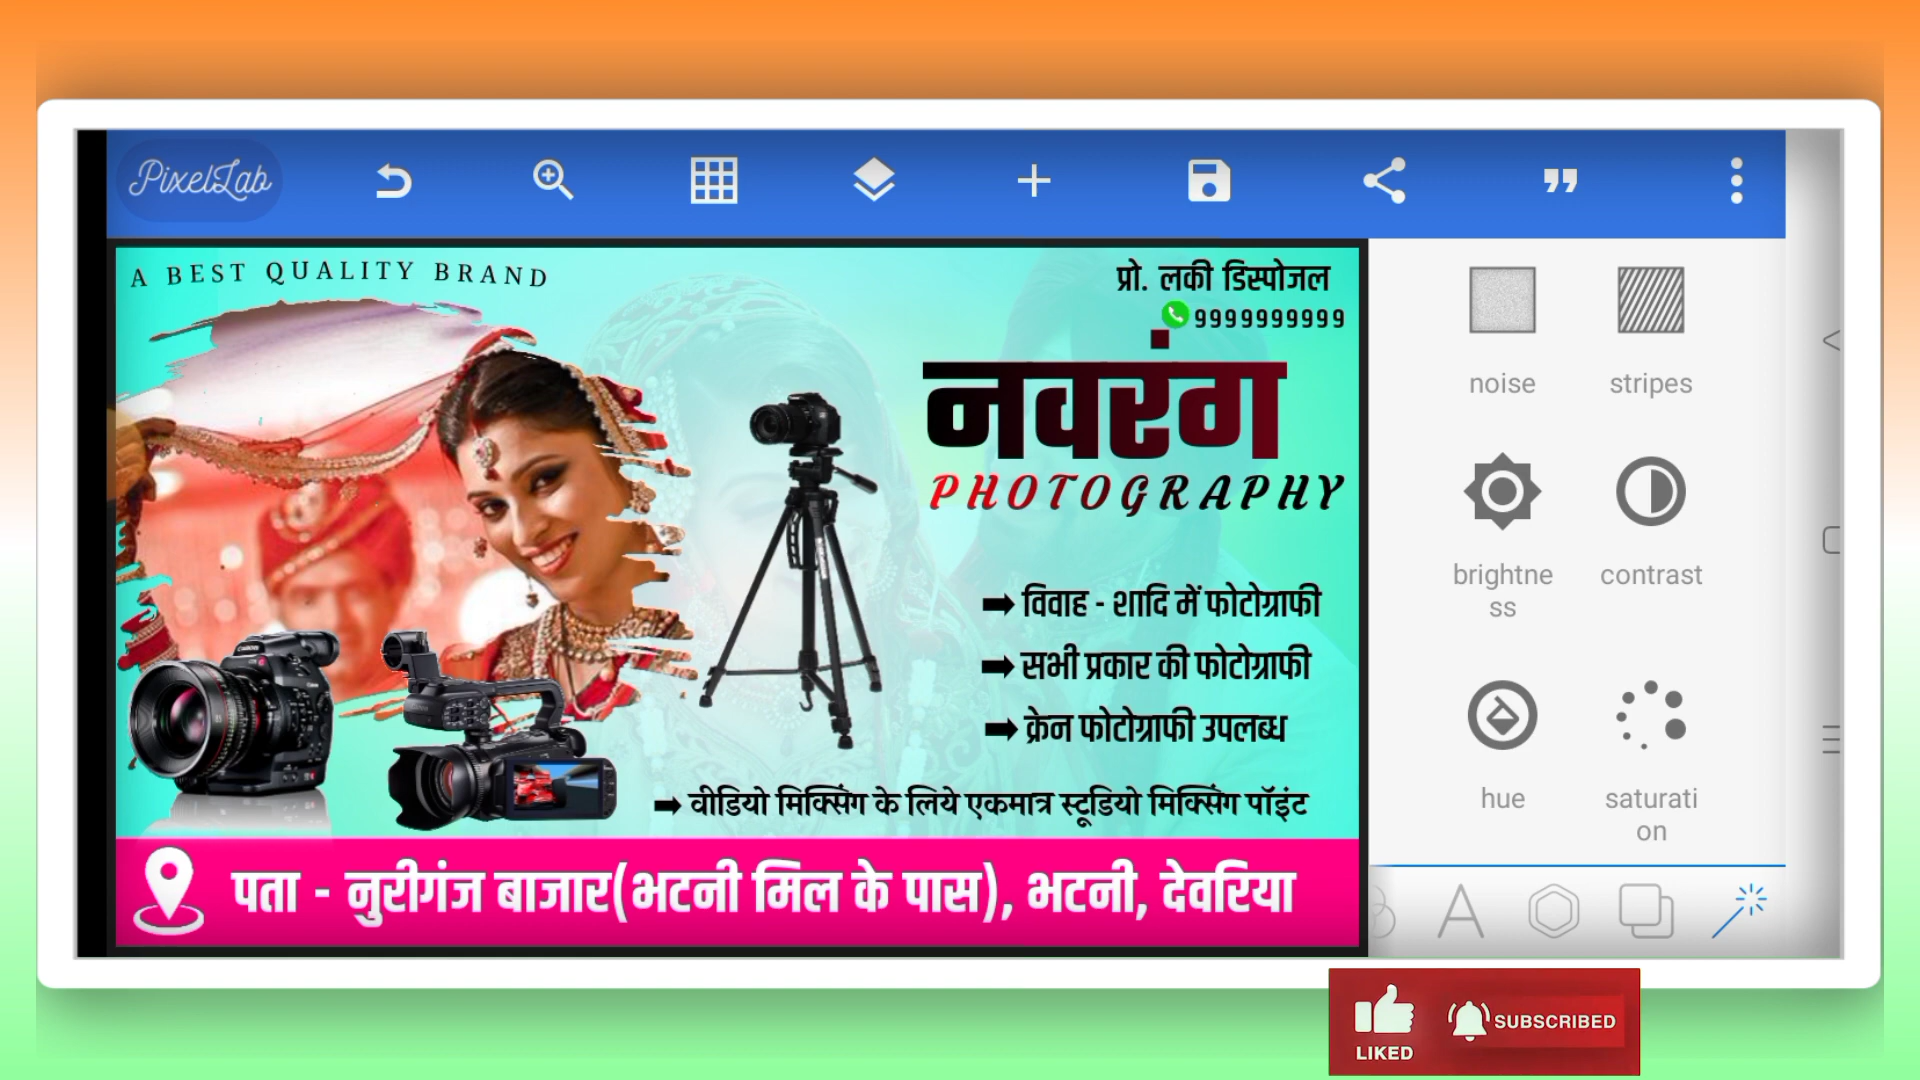 PixelLab
A BEST QUALITY BRAND
प्रो. लकी डिस्पोजल
9999999999
नवरंग
PHOTOGRAPHY
➡ विवाह - शादि में फोटोग्राफी
➡ सभी प्रकार की फोटोग्राफी
➡ क्रेन फोटोग्राफी उपलब्ध
➡ वीडियो मिक्सिंग के लिये एकमात्र स्टूडियो मिक्सिंग पॉइंट
पता - नुरीगंज बाजार(भटनी मिल के पास), भटनी, देवरिया
noise
stripes
brightne
ss
contrast
hue
saturati
on
LIKED
SUBSCRIBED